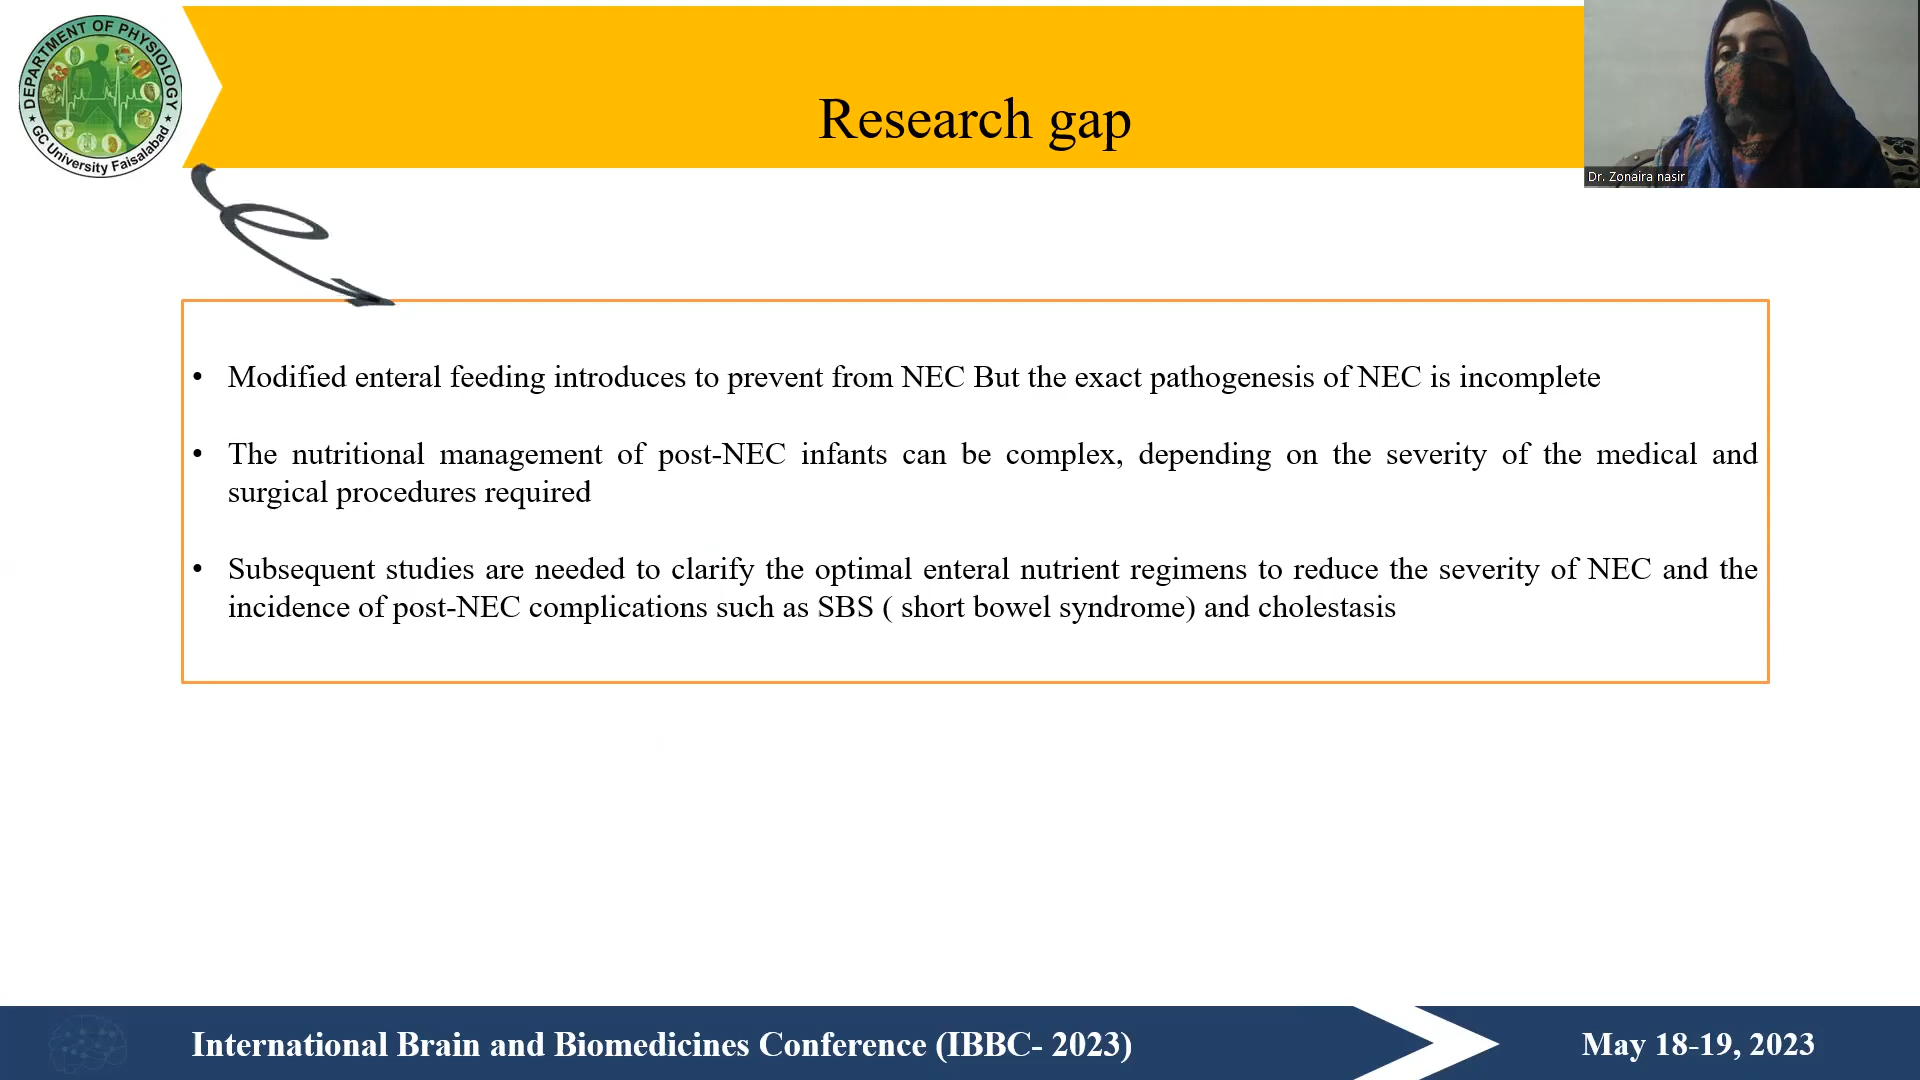 DEPARTMENT OF PHYSIOLOGY
★ GC University Faisalabad ★
Research gap
Dr. Zonaira nasir
• Modified enteral feeding introduces to prevent from NEC But the exact pathogenesis of NEC is incomplete
• The nutritional management of post-NEC infants can be complex, depending on the severity of the medical and
surgical procedures required
• Subsequent studies are needed to clarify the optimal enteral nutrient regimens to reduce the severity of NEC and the
incidence of post-NEC complications such as SBS ( short bowel syndrome) and cholestasis
International Brain and Biomedicines Conference (IBBC- 2023)
May 18-19, 2023